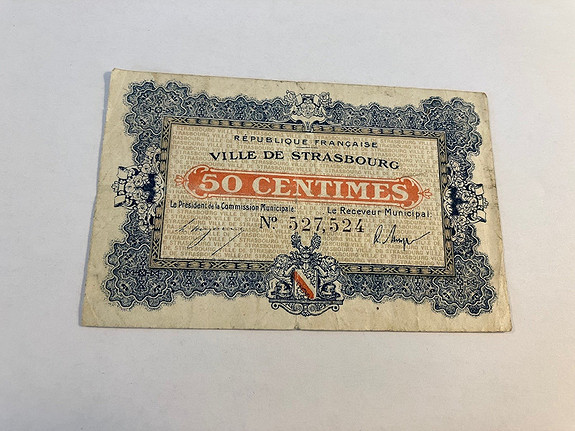 RÉPUBLIQUE FRANÇAISE
VILLE DE STRASBOURG
50 CENTIMES
Le Président de la Commission Municipale: Le Receveur Municipal:
No. 527,524